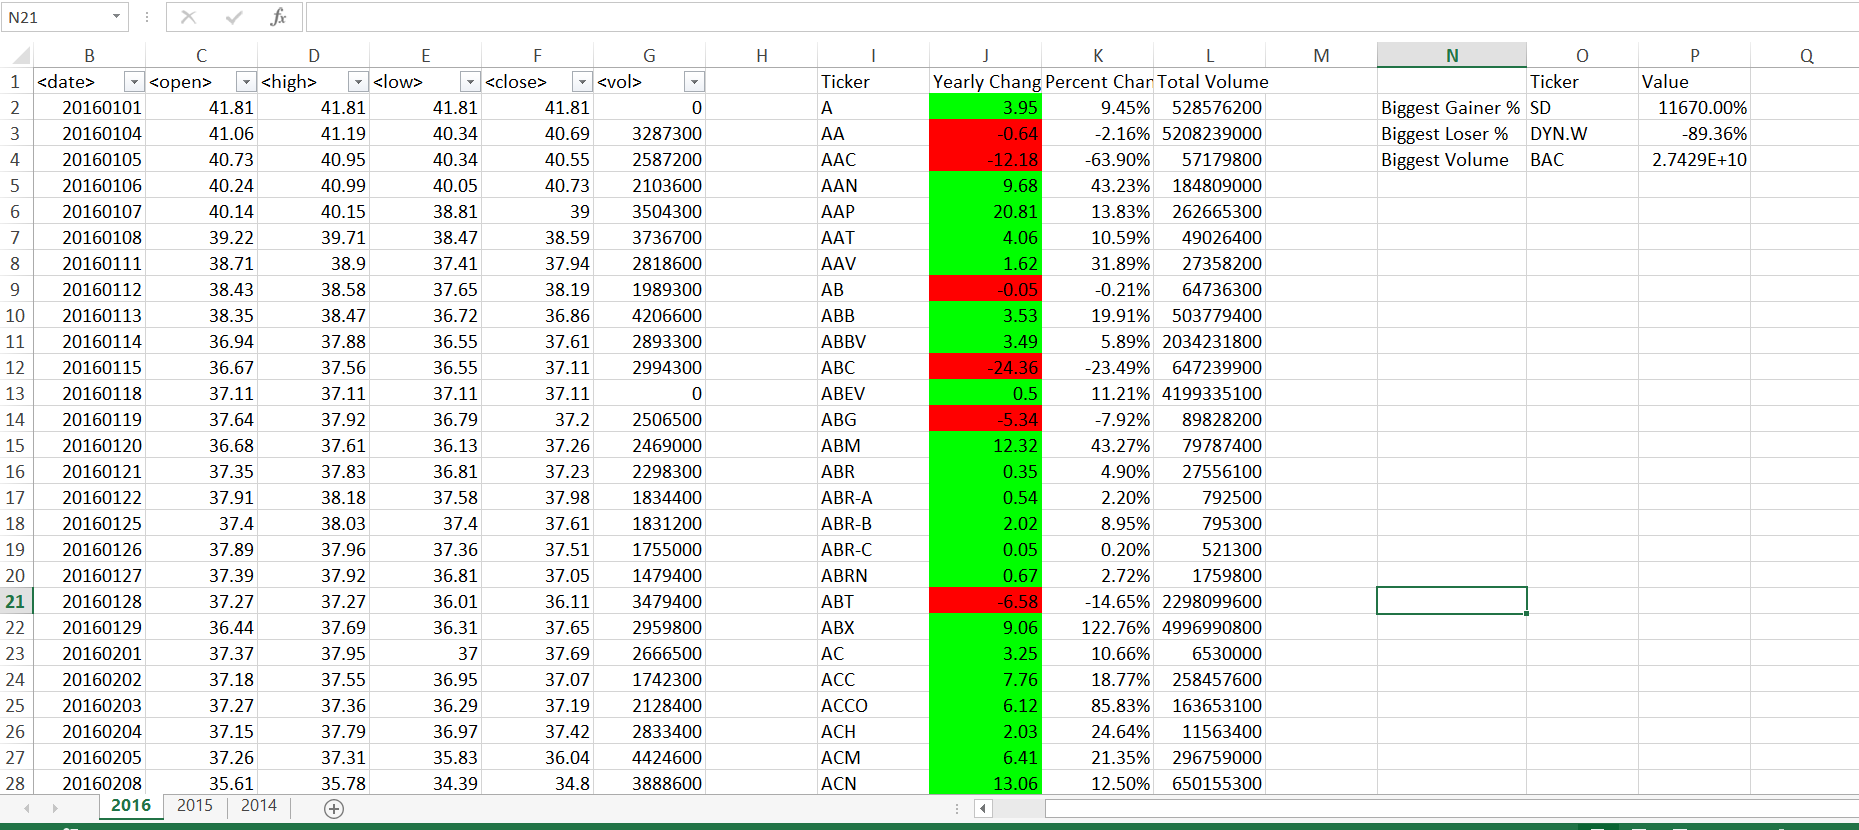 N21 fx
B C D E F G H I J K L M N O P Q
1 <date> <open> <high> <low> <close> <vol> Ticker Yearly Chang Percent Chan Total Volume Ticker Value
2 20160101 41.81 41.81 41.81 41.81 0 A 3.95 9.45% 528576200 Biggest Gainer % SD 11670.00%
3 20160104 41.06 41.19 40.34 40.69 3287300 AA -0.64 -2.16% 5208239000 Biggest Loser % DYN.W -89.36%
4 20160105 40.73 40.95 40.34 40.55 2587200 AAC -12.18 -63.90% 57179800 Biggest Volume BAC 2.7429E+10
5 20160106 40.24 40.99 40.05 40.73 2103600 AAN 9.68 43.23% 184809000
6 20160107 40.14 40.15 38.81 39 3504300 AAP 20.81 13.83% 262665300
7 20160108 39.22 39.71 38.47 38.59 3736700 AAT 4.06 10.59% 49026400
8 20160111 38.71 38.9 37.41 37.94 2818600 AAV 1.62 31.89% 27358200
9 20160112 38.43 38.58 37.65 38.19 1989300 AB -0.05 -0.21% 64736300
10 20160113 38.35 38.47 36.72 36.86 4206600 ABB 3.53 19.91% 503779400
11 20160114 36.94 37.88 36.55 37.61 2893300 ABBV 3.49 5.89% 2034231800
12 20160115 36.67 37.56 36.55 37.11 2994300 ABC -24.36 -23.49% 647239900
13 20160118 37.11 37.11 37.11 37.11 0 ABEV 0.5 11.21% 4199335100
14 20160119 37.64 37.92 36.79 37.2 2506500 ABG -5.34 -7.92% 89828200
15 20160120 36.68 37.61 36.13 37.26 2469000 ABM 12.32 43.27% 79787400
16 20160121 37.35 37.83 36.81 37.23 2298300 ABR 0.35 4.90% 27556100
17 20160122 37.91 38.18 37.58 37.98 1834400 ABR-A 0.54 2.20% 792500
18 20160125 37.4 38.03 37.4 37.61 1831200 ABR-B 2.02 8.95% 795300
19 20160126 37.89 37.96 37.36 37.51 1755000 ABR-C 0.05 0.20% 521300
20 20160127 37.39 37.92 36.81 37.05 1479400 ABRN 0.67 2.72% 1759800
21 20160128 37.27 37.27 36.01 36.11 3479400 ABT -6.58 -14.65% 2298099600
22 20160129 36.44 37.69 36.31 37.65 2959800 ABX 9.06 122.76% 4996990800
23 20160201 37.37 37.95 37 37.69 2666500 AC 3.25 10.66% 6530000
24 20160202 37.18 37.55 36.95 37.07 1742300 ACC 7.76 18.77% 258457600
25 20160203 37.27 37.36 36.29 37.19 2128400 ACCO 6.12 85.83% 163653100
26 20160204 37.15 37.79 36.97 37.42 2833400 ACH 2.03 24.64% 11563400
27 20160205 37.26 37.31 35.83 36.04 4424600 ACM 6.41 21.35% 296759000
28 20160208 35.61 35.78 34.39 34.8 3888600 ACN 13.06 12.50% 650155300
2016 2015 2014